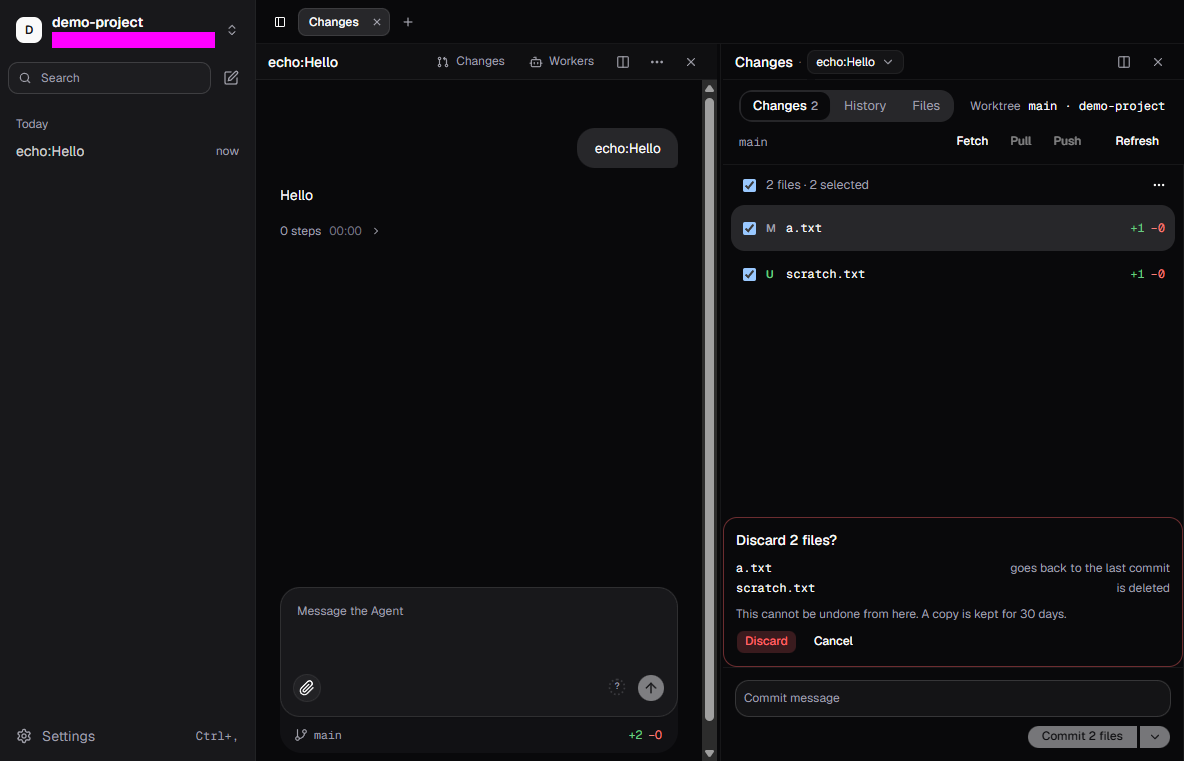 D
demo-project
Search
Today
echo:Hello now
Settings Ctrl+,
Changes
echo:Hello Changes Workers
echo:Hello
Hello
0 steps 00:00
Message the Agent
?
main +2 −0
Changes · echo:Hello
Changes 2 History Files Worktree main · demo-project
main Fetch Pull Push Refresh
2 files · 2 selected
M a.txt +1 −0
U scratch.txt +1 −0
Discard 2 files?
a.txt goes back to the last commit
scratch.txt is deleted
This cannot be undone from here. A copy is kept for 30 days.
Discard Cancel
Commit message
Commit 2 files